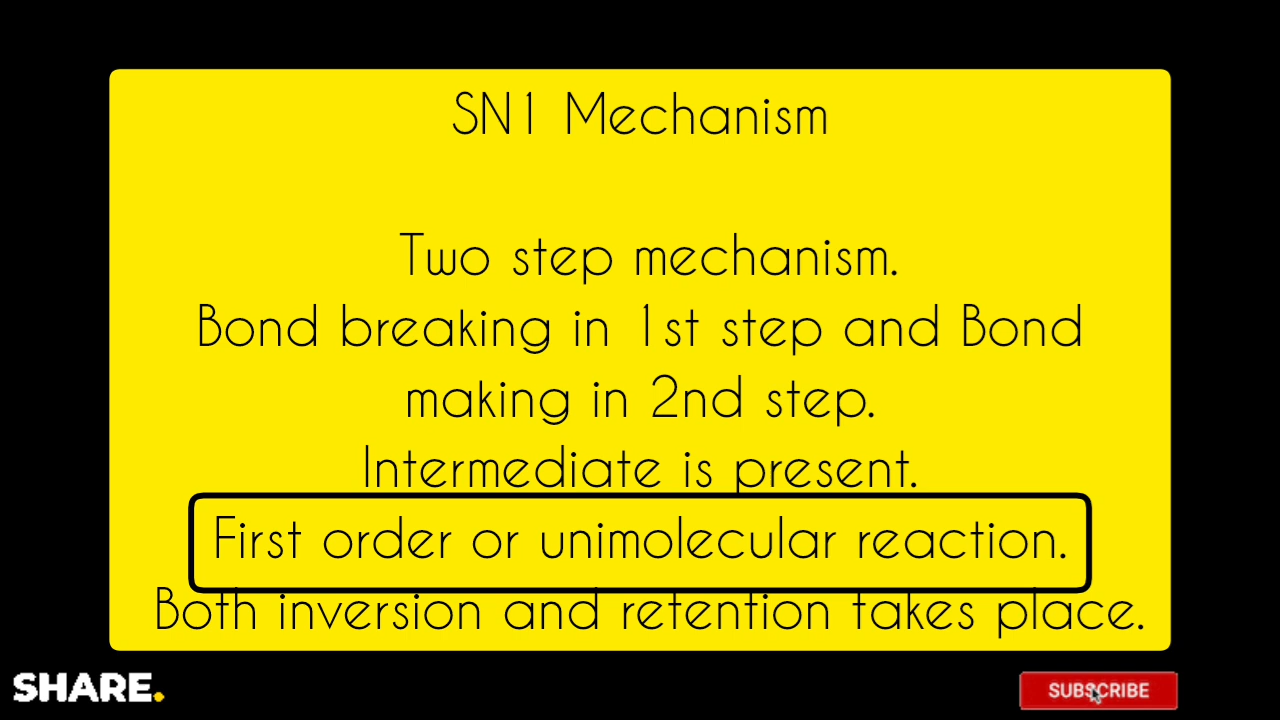 SN1 Mechanism
Two step mechanism.
Bond breaking in 1st step and Bond
making in 2nd step.
Intermediate is present.
First order or unimolecular reaction.
Both inversion and retention takes place.
SHARE.
SUBSCRIBE